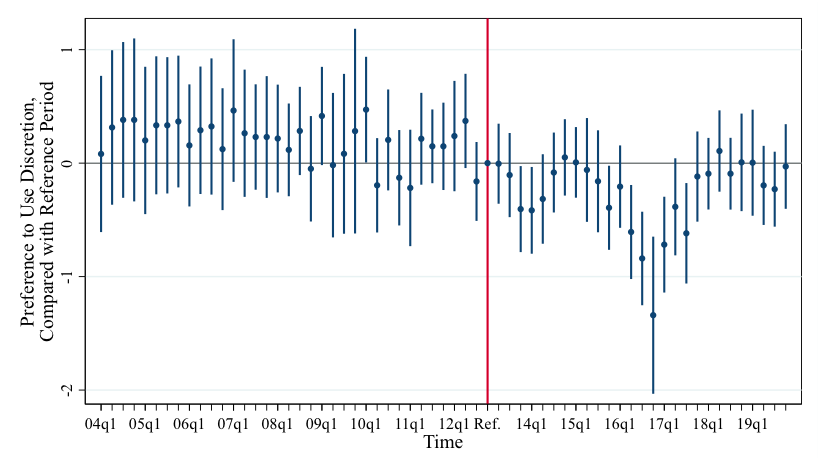 Preference to Use Discretion,
Compared with Reference Period
1
0
-1
-2
04q1 05q1 06q1 07q1 08q1 09q1 10q1 11q1 12q1 Ref. 14q1 15q1 16q1 17q1 18q1 19q1
Time